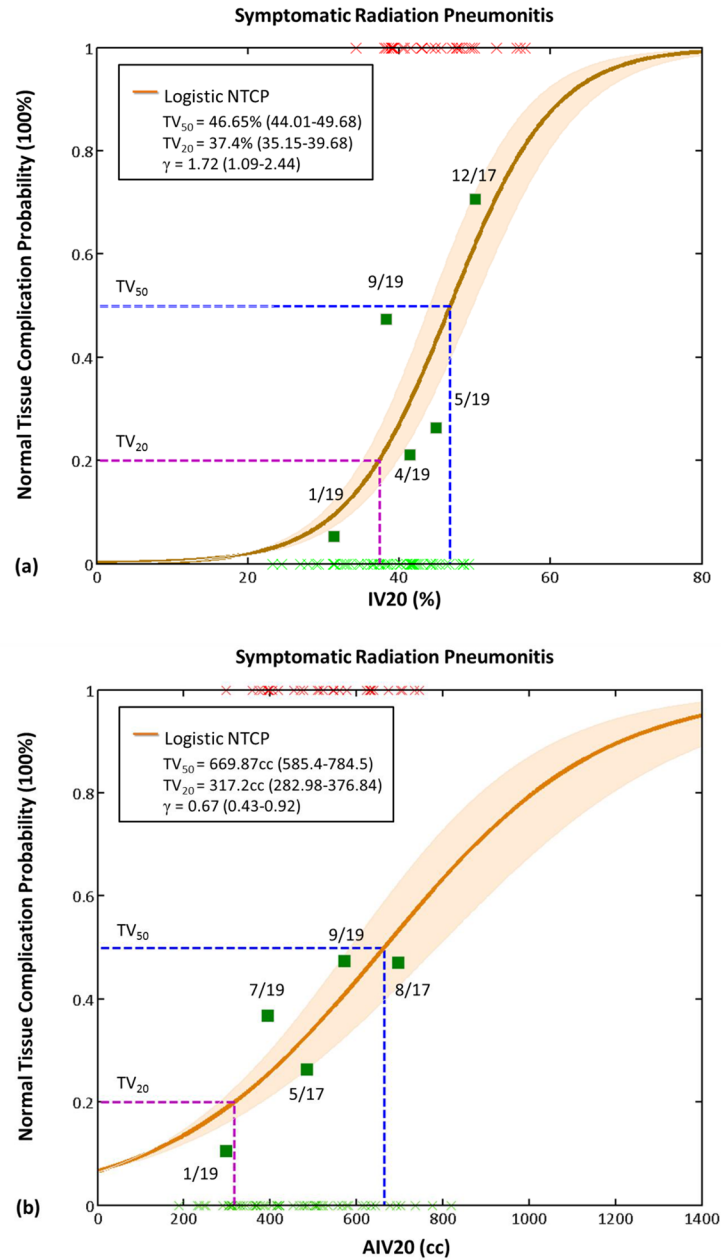 Symptomatic Radiation Pneumonitis
Normal Tissue Complication Probability (100%)
1
0.8
0.6
0.4
0.2
0
Logistic NTCP
TV50 = 46.65% (44.01-49.68)
TV20 = 37.4% (35.15-39.68)
γ = 1.72 (1.09-2.44)
12/17
9/19
TV50
5/19
TV20
4/19
1/19
0 20 40 60 80
IV20 (%)
(a)
Symptomatic Radiation Pneumonitis
Normal Tissue Complication Probability (100%)
1
0.8
0.6
0.4
0.2
0
Logistic NTCP
TV50 = 669.87cc (585.4-784.5)
TV20 = 317.2cc (282.98-376.84)
γ = 0.67 (0.43-0.92)
TV50
9/19
7/19
8/17
TV20
5/17
1/19
0 200 400 600 800 1000 1200 1400
AIV20 (cc)
(b)